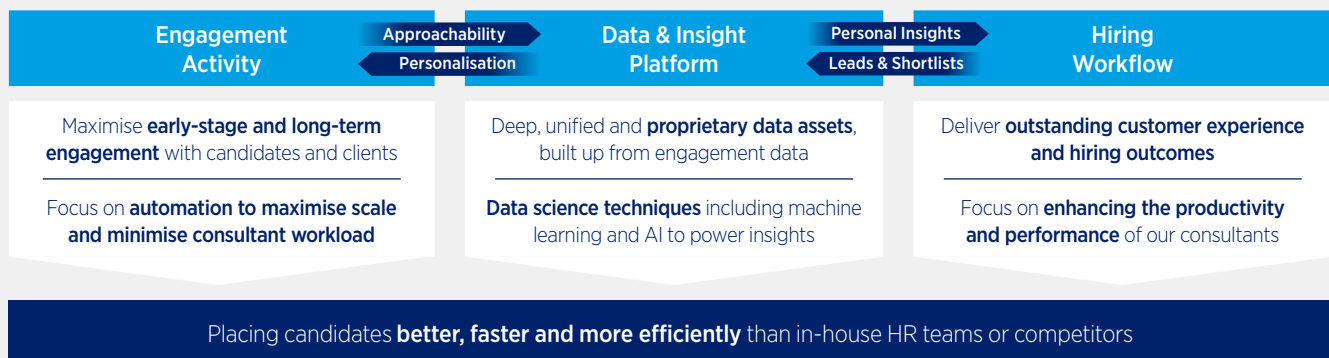 Engagement
Activity
Approachability
Personalisation
Data & Insight
Platform
Personal Insights
Leads & Shortlists
Hiring
Workflow
Maximise early-stage and long-term
engagement with candidates and clients
Focus on automation to maximise scale
and minimise consultant workload
Deep, unified and proprietary data assets,
built up from engagement data
Data science techniques including machine
learning and AI to power insights
Deliver outstanding customer experience
and hiring outcomes
Focus on enhancing the productivity
and performance of our consultants
Placing candidates better, faster and more efficiently than in-house HR teams or competitors